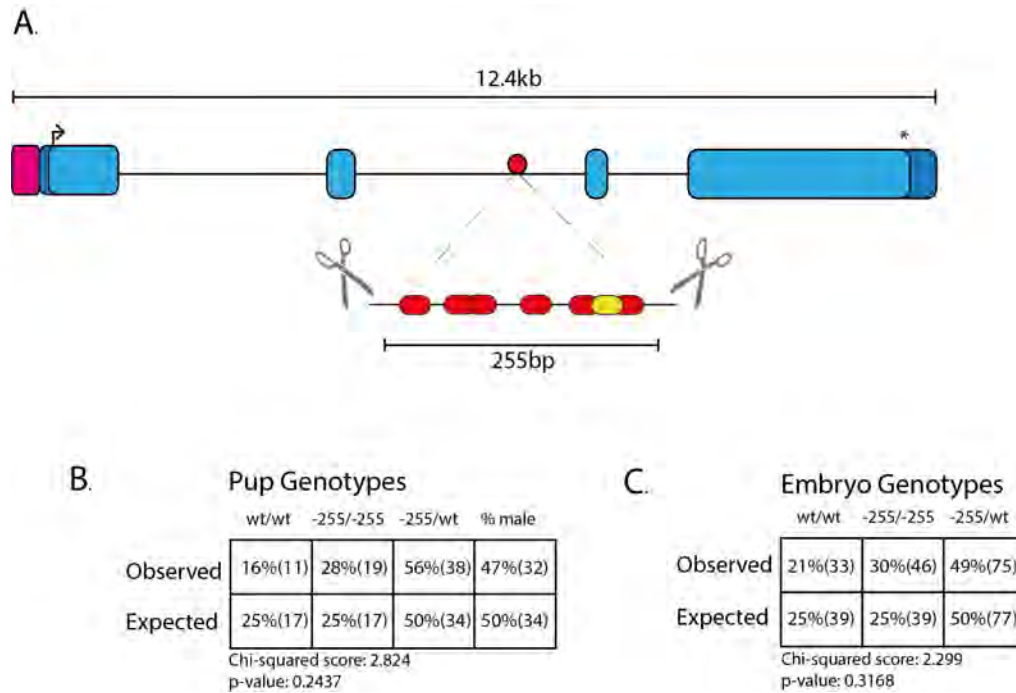 A.
12.4kb
*
255bp
B.
Pup Genotypes
wt/wt -255/-255 -255/wt % male
Observed 16%(11) 28%(19) 56%(38) 47%(32)
Expected 25%(17) 25%(17) 50%(34) 50%(34)
Chi-squared score: 2.824
p-value: 0.2437
C.
Embryo Genotypes
wt/wt -255/-255 -255/wt
Observed 21%(33) 30%(46) 49%(75)
Expected 25%(39) 25%(39) 50%(77)
Chi-squared score: 2.299
p-value: 0.3168